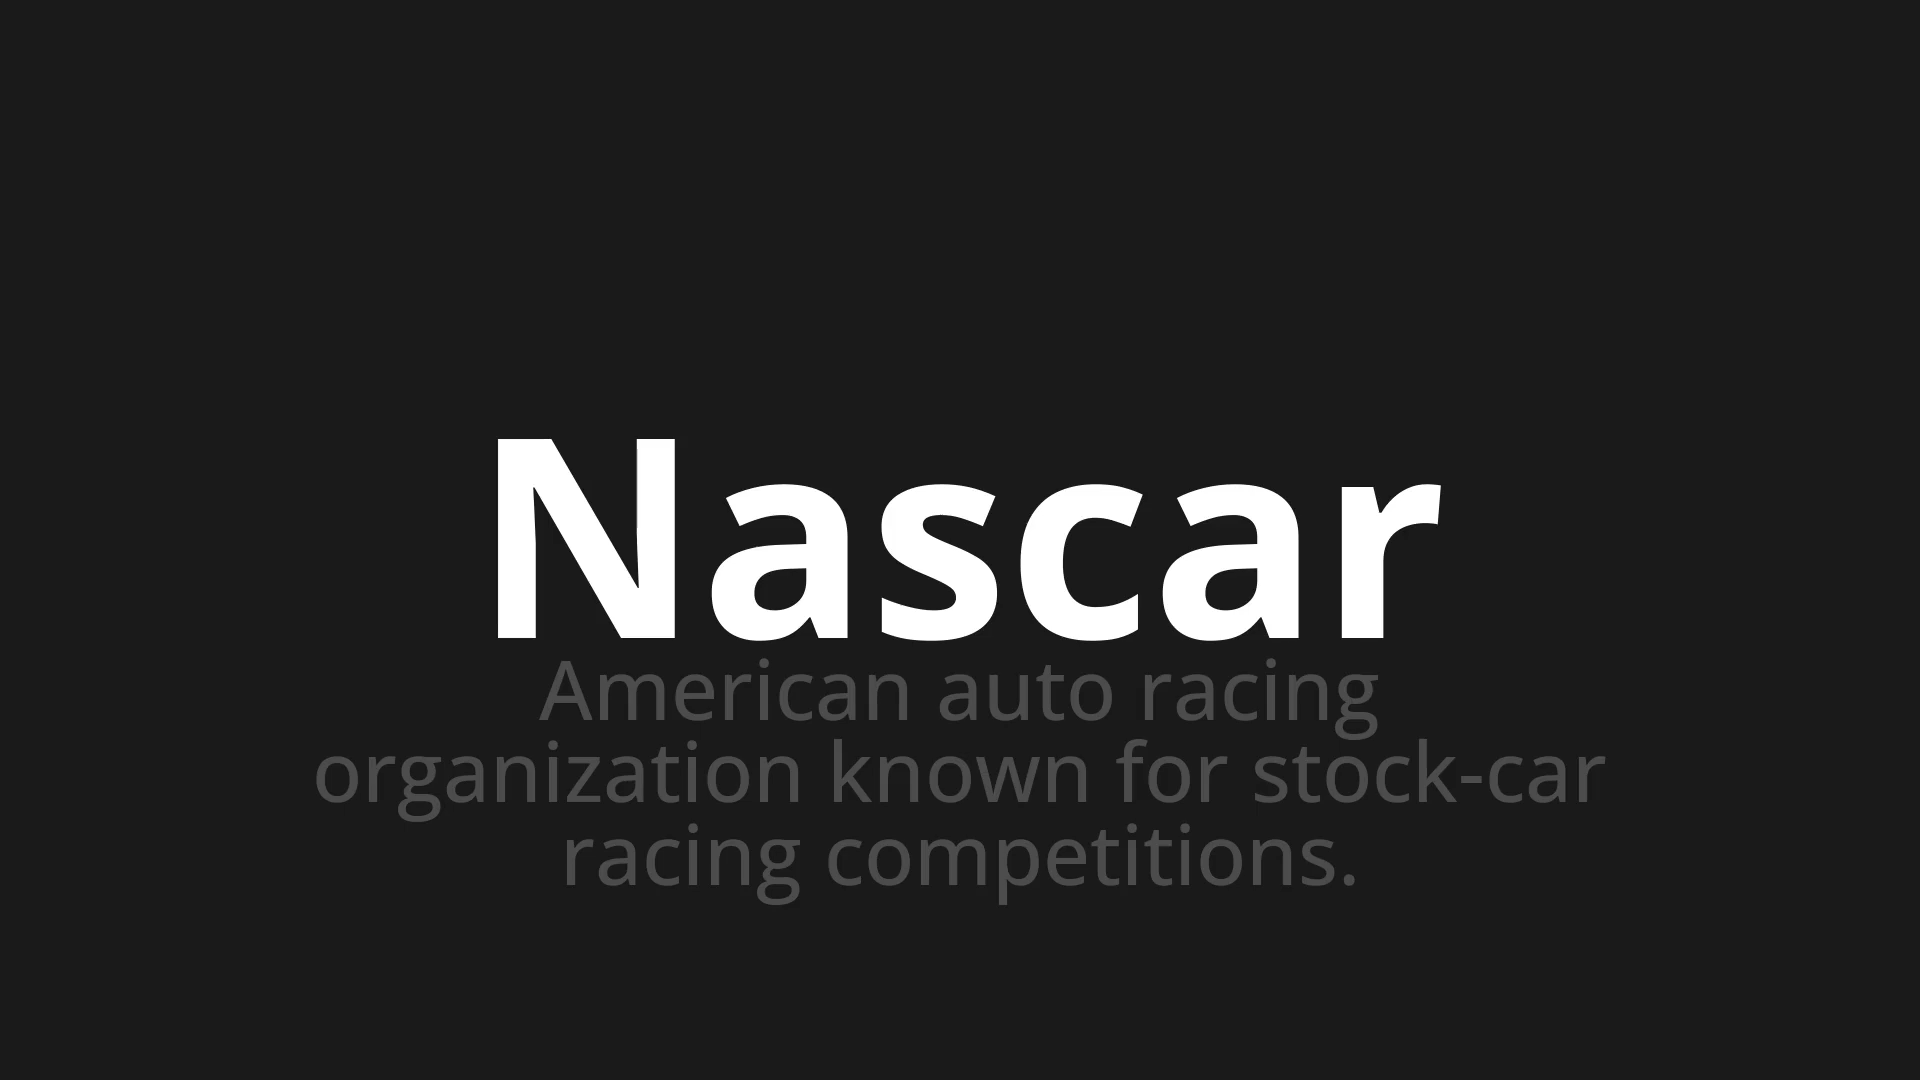 Nascar
American auto racing
organization known for stock-car
racing competitions.